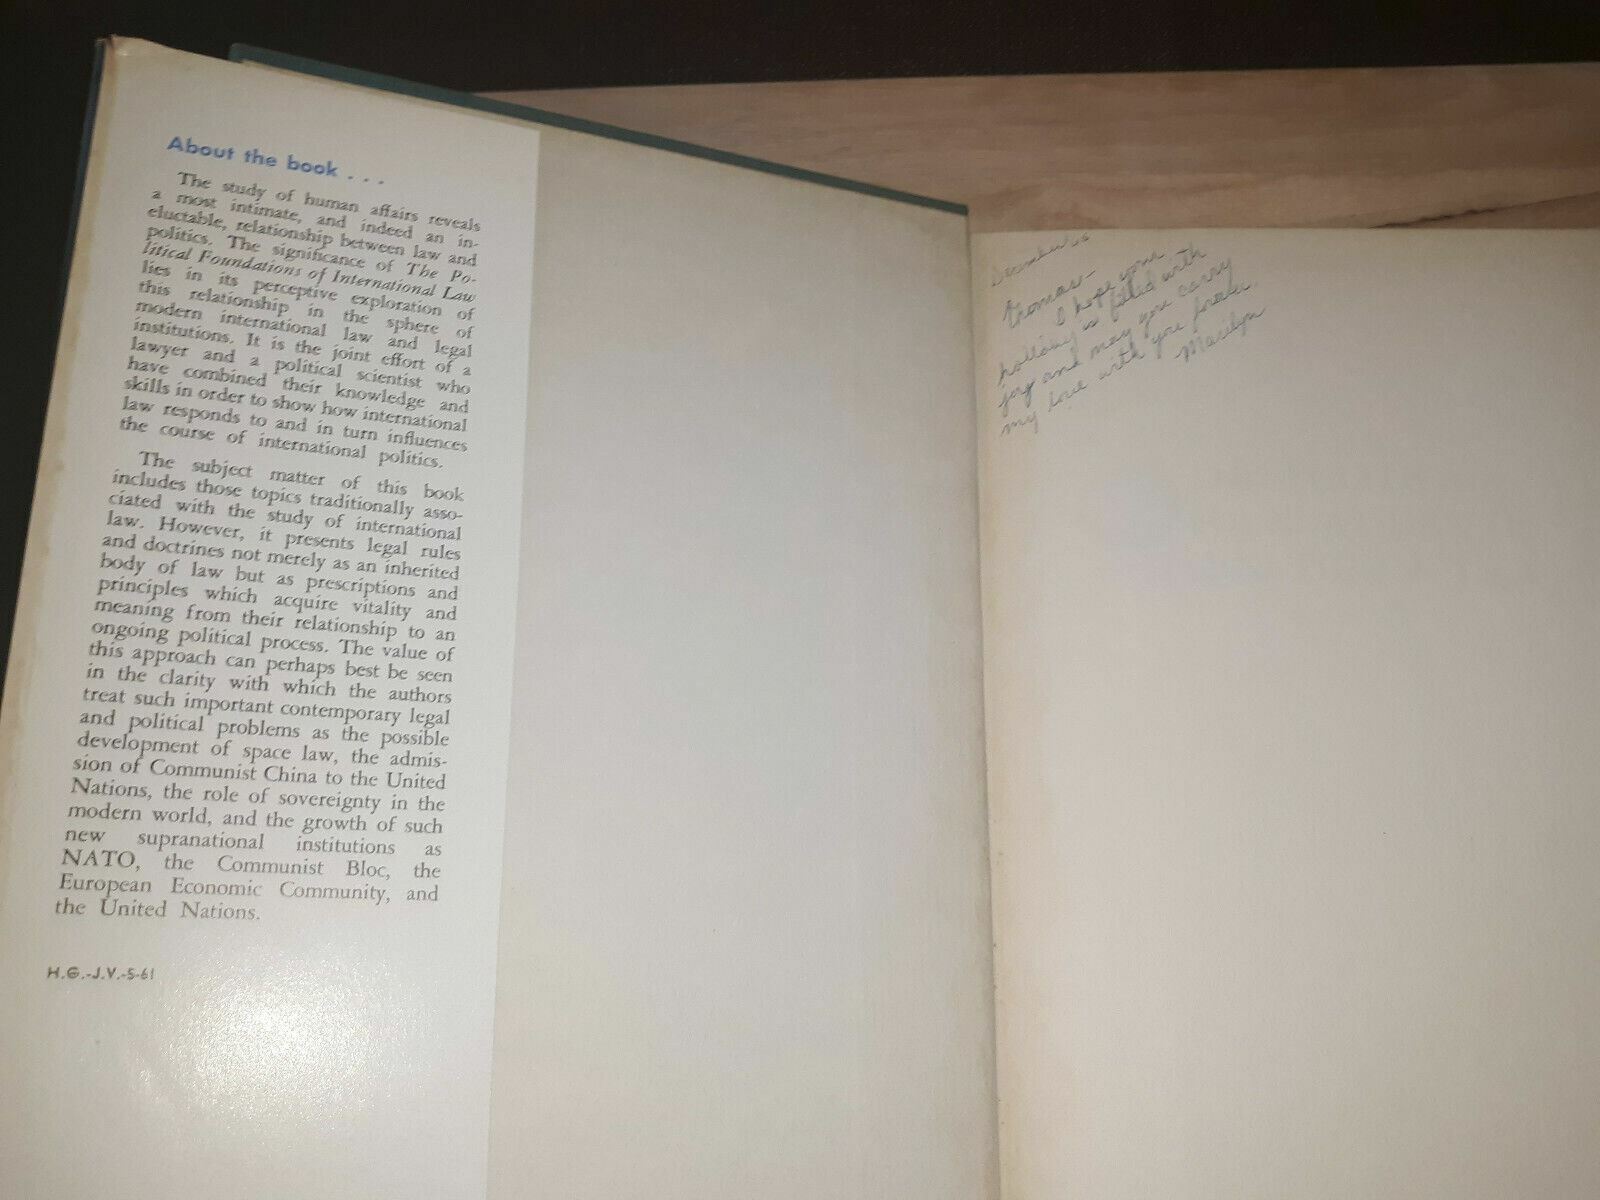 About the book . . .
The study of human affairs reveals
a most intimate, and indeed an in-
eluctable, relationship between law and
politics. The significance of The Po-
litical Foundations of International Law
lies in its perceptive exploration of
this relationship in the sphere of
modern international law and legal
institutions. It is the joint effort of a
lawyer and a political scientist who
have combined their knowledge and
skills in order to show how international
law responds to and in turn influences
the course of international politics.
The subject matter of this book
includes those topics traditionally asso-
ciated with the study of international
law. However, it presents legal rules
and doctrines not merely as an inherited
body of law but as prescriptions and
principles which acquire vitality and
meaning from their relationship to an
ongoing political process. The value of
this approach can perhaps best be seen
in the clarity with which the authors
treat such important contemporary legal
and political problems as the possible
development of space law, the admis-
sion of Communist China to the United
Nations, the role of sovereignty in the
modern world, and the growth of such
new supranational institutions as
NATO, the Communist Bloc, the
European Economic Community, and
the United Nations.
H.G.-J.V.-5-61
Thomas-
I hope your
holiday is filled with
joy and may you carry
my love with you forever.
Marilyn